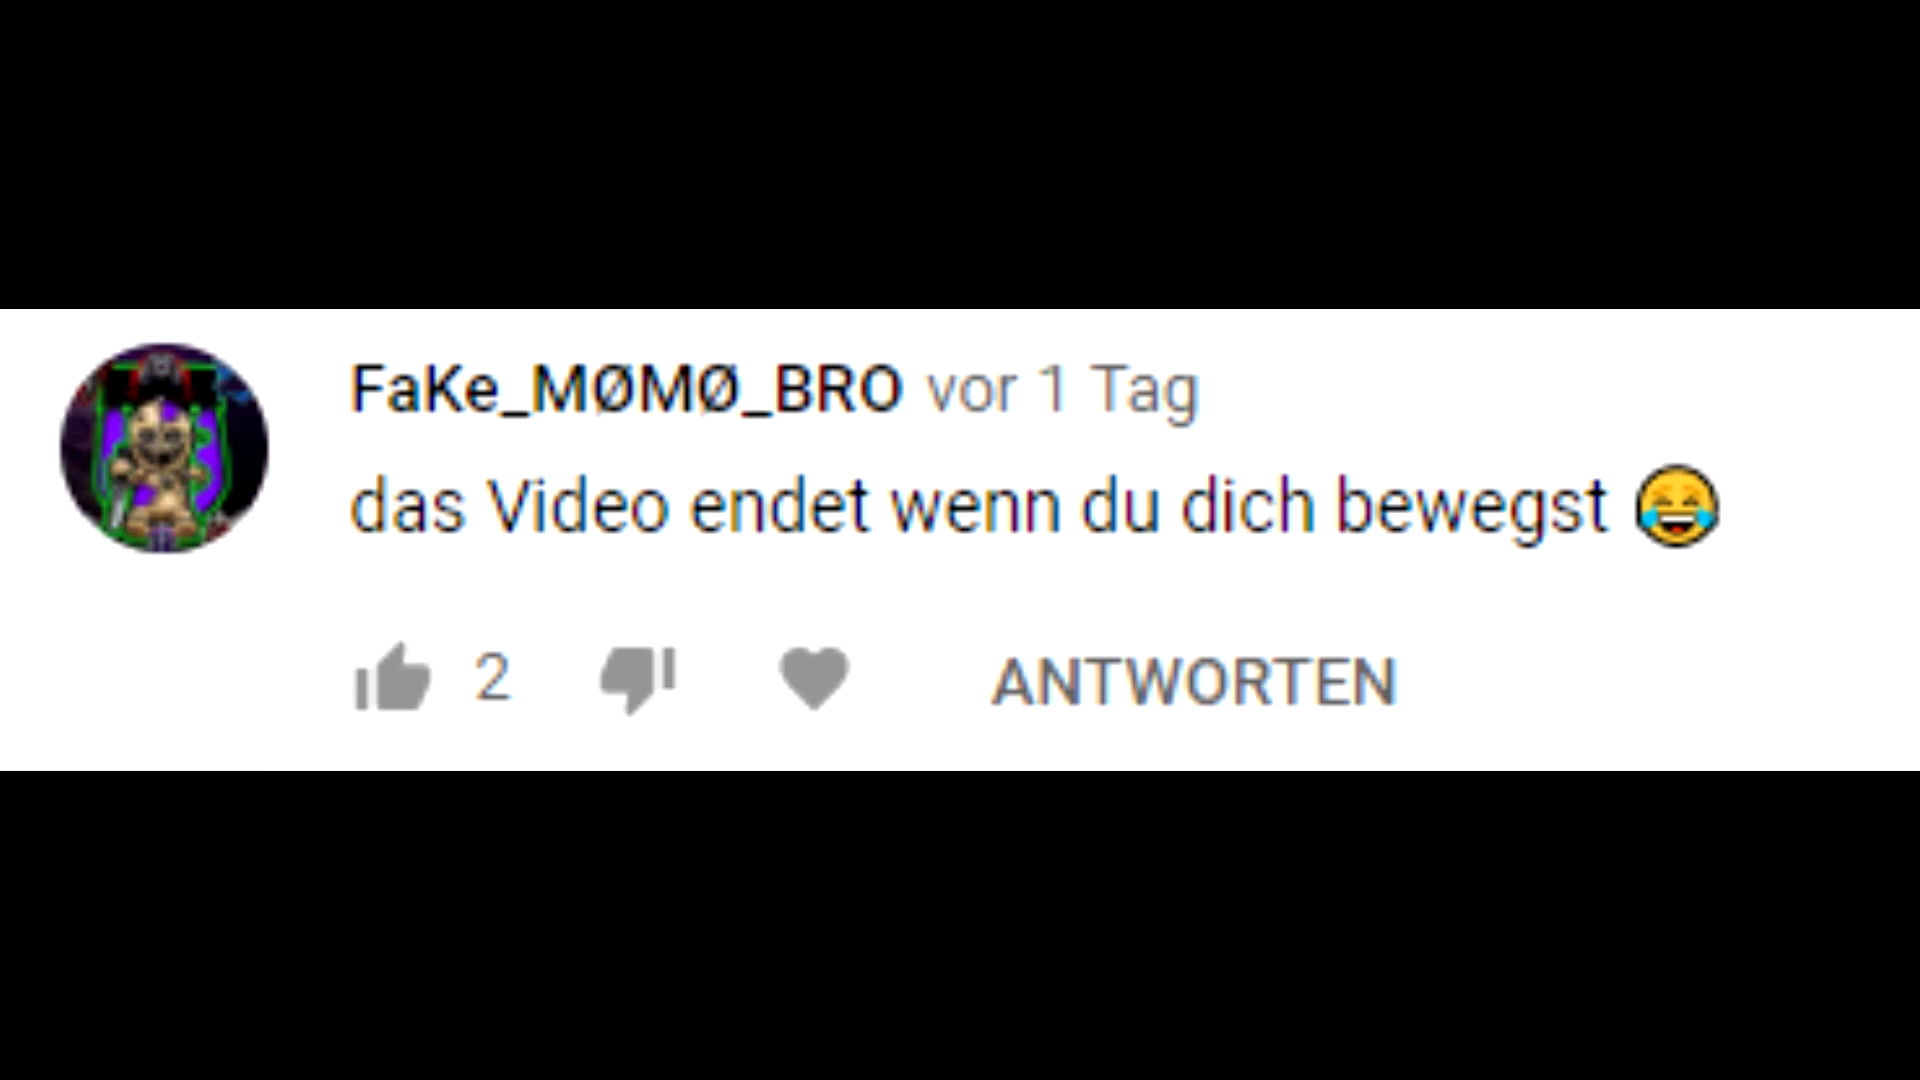 FaKe_MØMØ_BRO vor 1 Tag
das Video endet wenn du dich bewegst 😂
2 ANTWORTEN